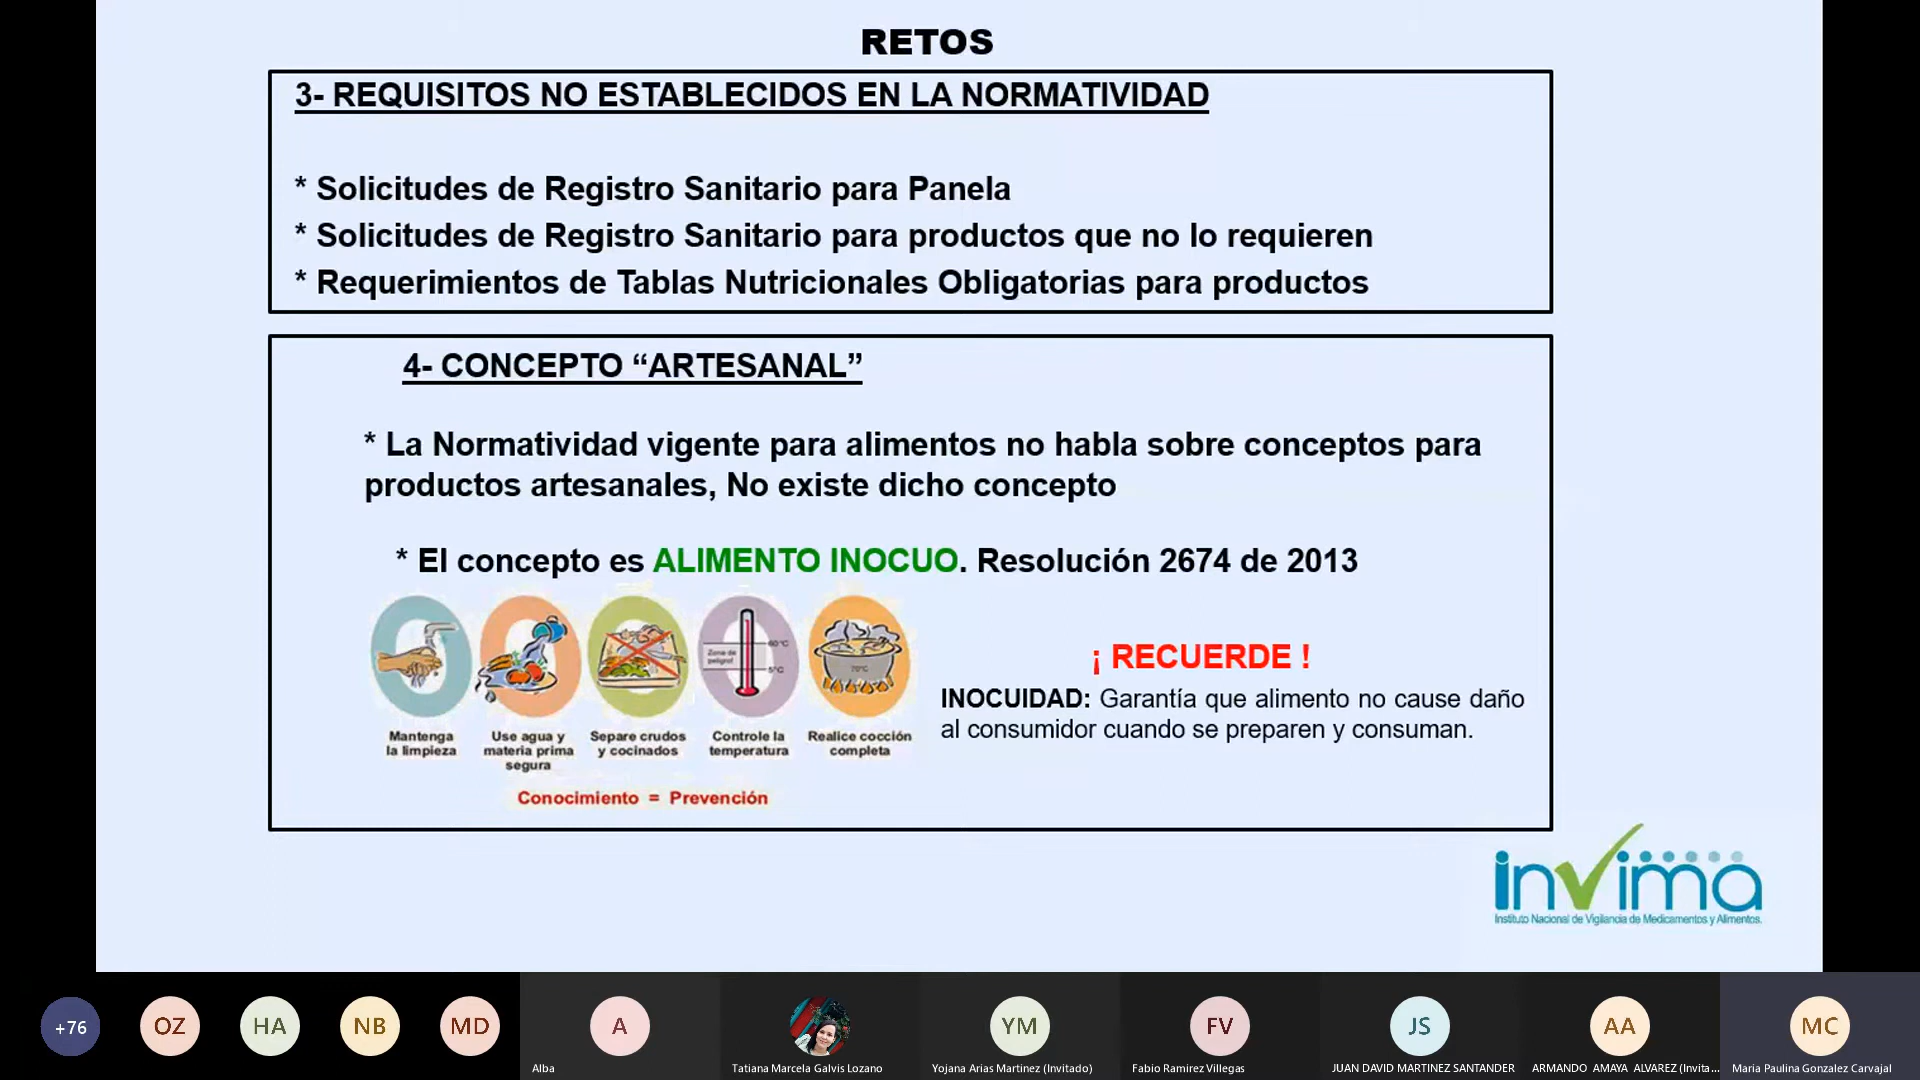 RETOS
3- REQUISITOS NO ESTABLECIDOS EN LA NORMATIVIDAD
* Solicitudes de Registro Sanitario para Panela
* Solicitudes de Registro Sanitario para productos que no lo requieren
* Requerimientos de Tablas Nutricionales Obligatorias para productos
4- CONCEPTO “ARTESANAL”
* La Normatividad vigente para alimentos no habla sobre conceptos para
productos artesanales, No existe dicho concepto
* El concepto es ALIMENTO INOCUO. Resolución 2674 de 2013
Zona de
peligro!
60°C
5°C
70°C
Mantenga
la limpieza
Use agua y
materia prima
segura
Separe crudos
y cocinados
Controle la
temperatura
Realice cocción
completa
Conocimiento = Prevención
¡ RECUERDE !
INOCUIDAD: Garantía que alimento no cause daño
al consumidor cuando se preparen y consuman.
invima
Instituto Nacional de Vigilancia de Medicamentos y Alimentos.
+76
OZ
HA
NB
MD
A
YM
FV
JS
AA
MC
Alba
Tatiana Marcela Galvis Lozano
Yojana Arias Martinez (Invitado)
Fabio Ramirez Villegas
JUAN DAVID MARTINEZ SANTANDER
ARMANDO AMAYA ALVAREZ (Invita...
Maria Paulina Gonzalez Carvajal